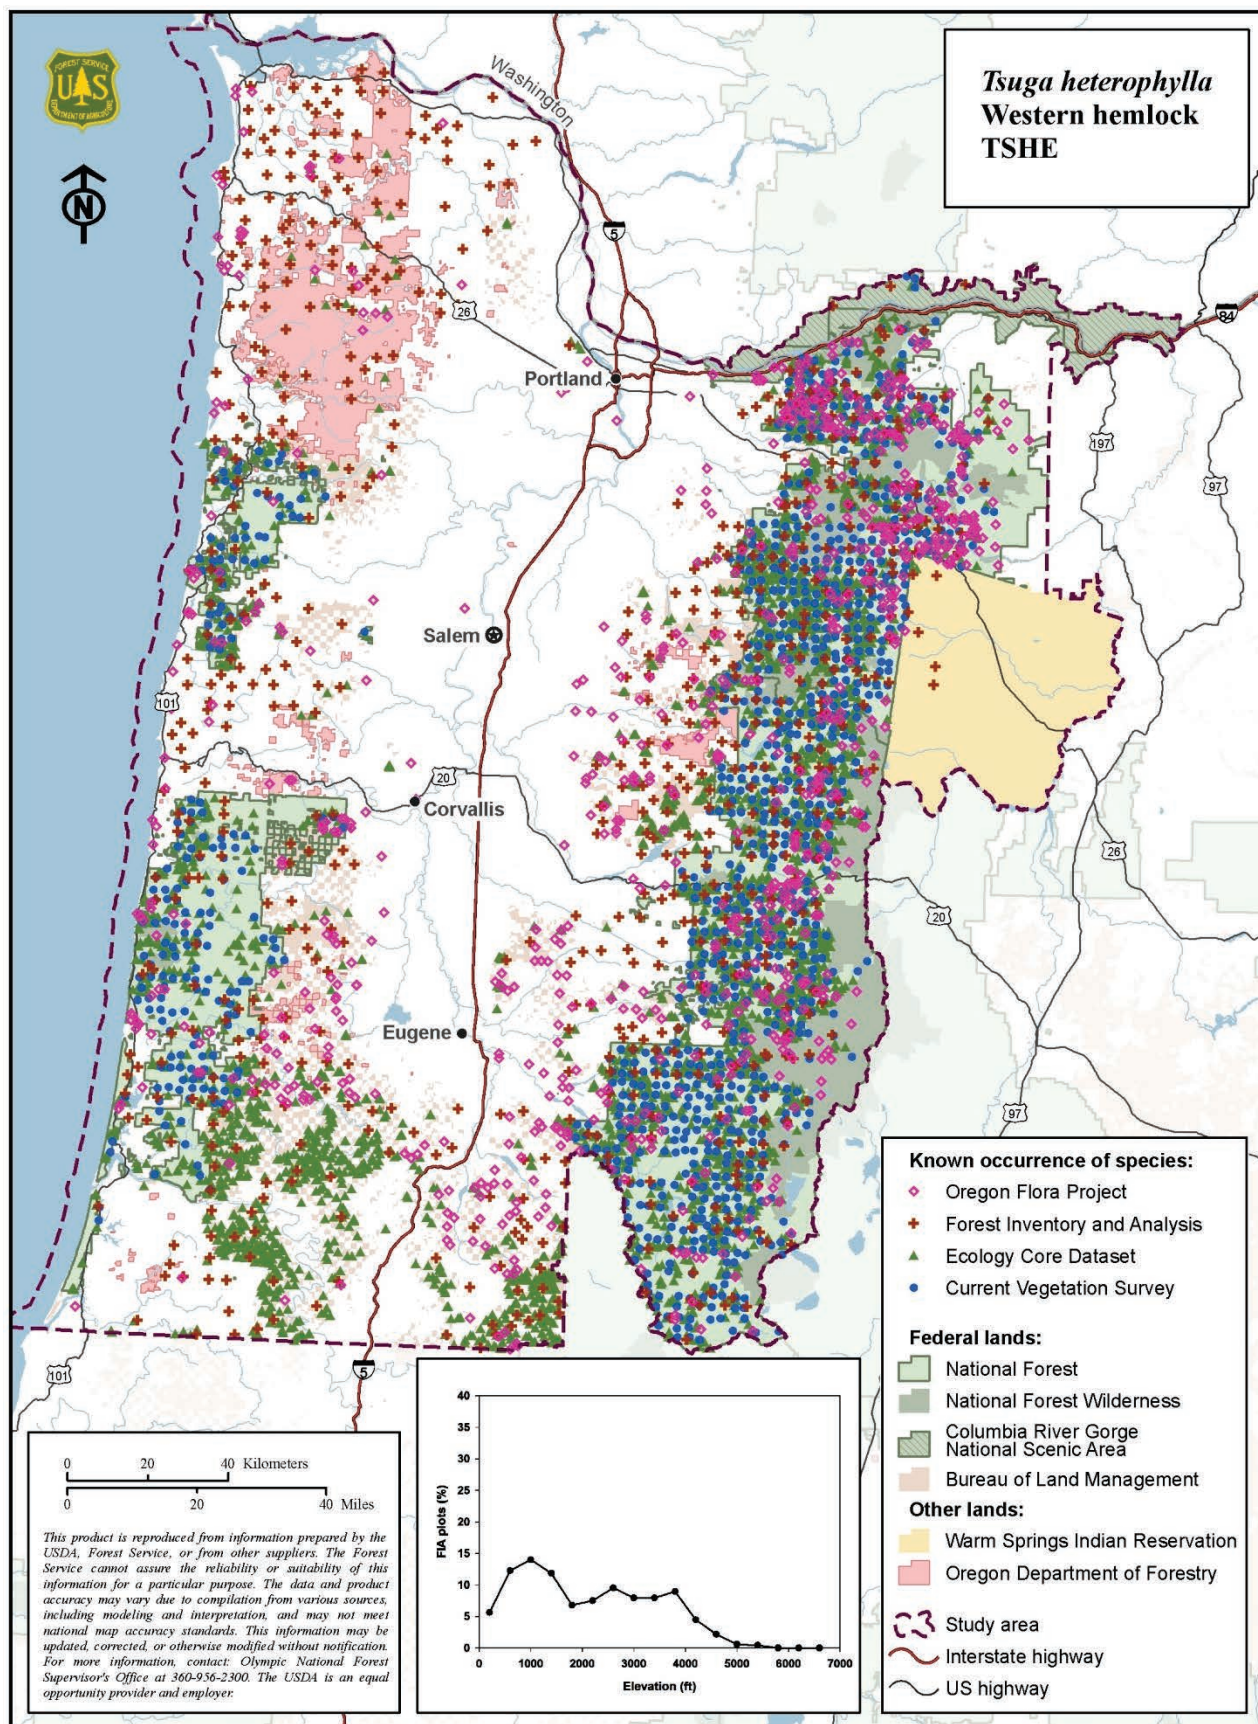 FOREST SERVICE
US
DEPARTMENT OF AGRICULTURE
N
Tsuga heterophylla
Western hemlock
TSHE
Washington
5
26
84
Portland
197
97
Salem
101
20
Corvallis
26
20
Eugene
97
101
5
Known occurrence of species:
Oregon Flora Project
Forest Inventory and Analysis
Ecology Core Dataset
Current Vegetation Survey
Federal lands:
National Forest
National Forest Wilderness
Columbia River Gorge
National Scenic Area
Bureau of Land Management
Other lands:
Warm Springs Indian Reservation
Oregon Department of Forestry
Study area
Interstate highway
US highway
0 20 40 Kilometers
0 20 40 Miles
This product is reproduced from information prepared by the
USDA, Forest Service, or from other suppliers. The Forest
Service cannot assure the reliability or suitability of this
information for a particular purpose. The data and product
accuracy may vary due to compilation from various sources,
including modeling and interpretation, and may not meet
national map accuracy standards. This information may be
updated, corrected, or otherwise modified without notification.
For more information, contact: Olympic National Forest
Supervisor's Office at 360-956-2300. The USDA is an equal
opportunity provider and employer.
FIA plots (%)
40
35
30
25
20
15
10
5
0
0 1000 2000 3000 4000 5000 6000 7000
Elevation (ft)